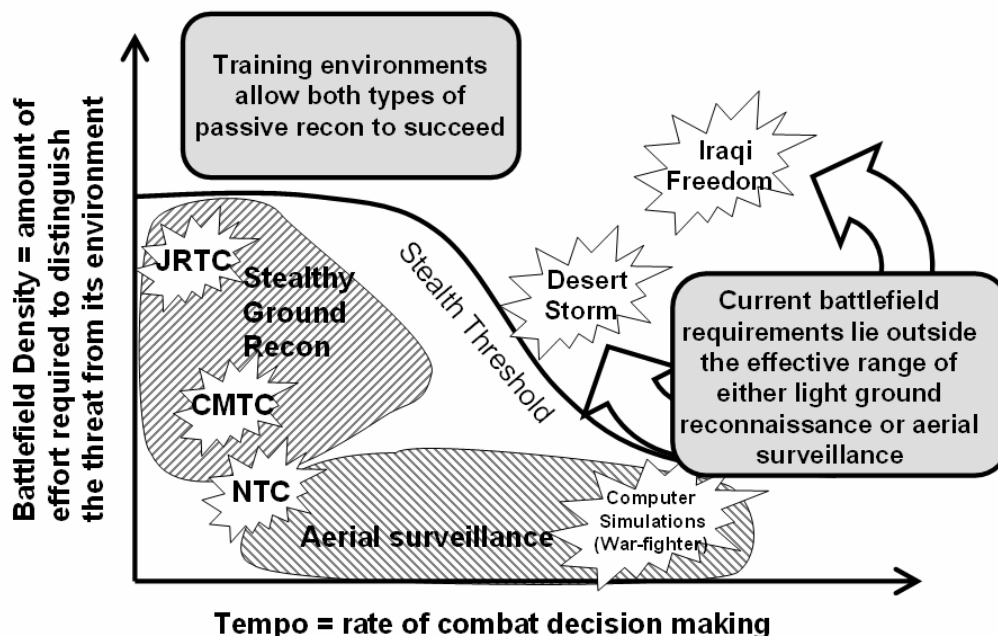 Training environments
allow both types of
passive recon to succeed
Iraqi
Freedom
Battlefield Density = amount of
effort required to distinguish
the threat from its environment
JRTC
Stealthy
Ground
Recon
Stealth Threshold
Desert
Storm
Current battlefield
requirements lie outside
the effective range of
either light ground
reconnaissance or aerial
surveillance
CMTC
NTC
Aerial surveillance
Computer
Simulations
(War-fighter)
Tempo = rate of combat decision making